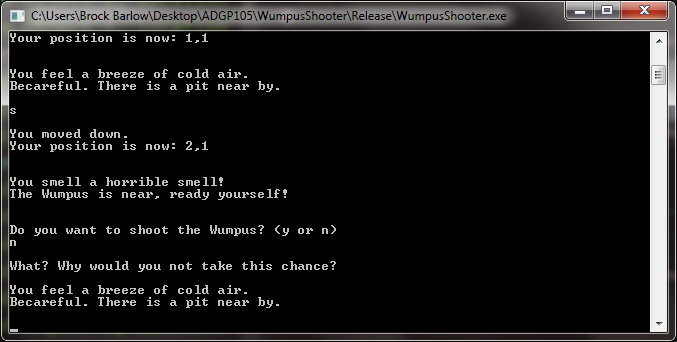 C:\Users\Brock Barlow\Desktop\ADGP105\WumpusShooter\Release\WumpusShooter.exe
Your position is now: 1,1
You feel a breeze of cold air.
Becareful. There is a pit near by.
s
You moved down.
Your position is now: 2,1
You smell a horrible smell!
The Wumpus is near, ready yourself!
Do you want to shoot the Wumpus? (y or n)
n
What? Why would you not take this chance?
You feel a breeze of cold air.
Becareful. There is a pit near by.